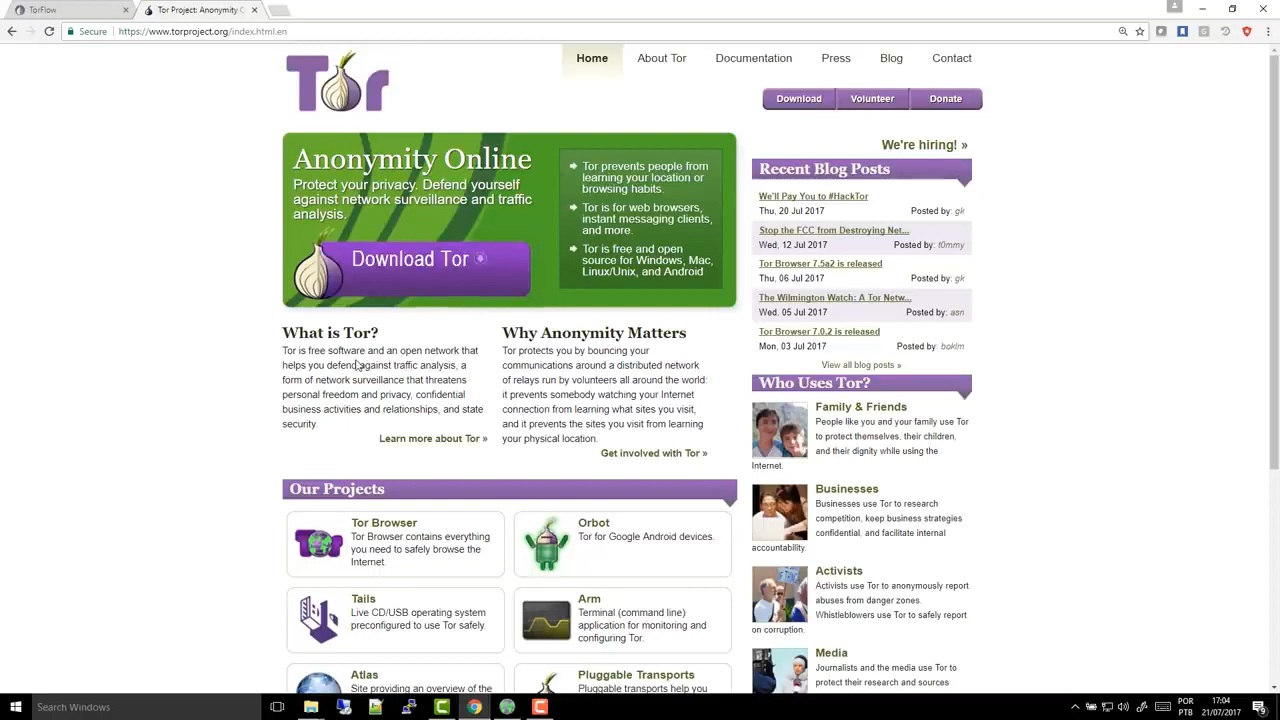 TorFlow
Tor Project: Anonymity O
Secure
https://www.torproject.org/index.html.en
Tor
Home
About Tor
Documentation
Press
Blog
Contact
Download
Volunteer
Donate
Anonymity Online
Protect your privacy. Defend yourself
against network surveillance and traffic
analysis.
Download Tor
Tor prevents people from
learning your location or
browsing habits.
Tor is for web browsers,
instant messaging clients,
and more.
Tor is free and open
source for Windows, Mac,
Linux/Unix, and Android
We're hiring! »
Recent Blog Posts
We'll Pay You to #HackTor
Thu, 20 Jul 2017
Posted by: gk
Stop the FCC from Destroying Net...
Wed, 12 Jul 2017
Posted by: t0mmy
Tor Browser 7.5a2 is released
Thu, 06 Jul 2017
Posted by: gk
The Wilmington Watch: A Tor Netw...
Wed, 05 Jul 2017
Posted by: asn
Tor Browser 7.0.2 is released
Mon, 03 Jul 2017
Posted by: boklm
View all blog posts »
What is Tor?
Tor is free software and an open network that
helps you defend against traffic analysis, a
form of network surveillance that threatens
personal freedom and privacy, confidential
business activities and relationships, and state
security.
Learn more about Tor »
Why Anonymity Matters
Tor protects you by bouncing your
communications around a distributed network
of relays run by volunteers all around the world:
it prevents somebody watching your Internet
connection from learning what sites you visit,
and it prevents the sites you visit from learning
your physical location.
Get involved with Tor »
Who Uses Tor?
Family & Friends
People like you and your family use Tor
to protect themselves, their children,
and their dignity while using the
Internet.
Businesses
Businesses use Tor to research
competition, keep business strategies
confidential, and facilitate internal
accountability.
Activists
Activists use Tor to anonymously report
abuses from danger zones.
Whistleblowers use Tor to safely report
on corruption.
Media
Journalists and the media use Tor to
protect their research and sources
Our Projects
Tor Browser
Tor Browser contains everything
you need to safely browse the
Internet.
Orbot
Tor for Google Android devices.
Tails
Live CD/USB operating system
preconfigured to use Tor safely.
Arm
Terminal (command line)
application for monitoring and
configuring Tor.
Atlas
Site providing an overview of the
Pluggable Transports
Pluggable transports help you
Search Windows
POR
PTB
17:04
21/07/2017